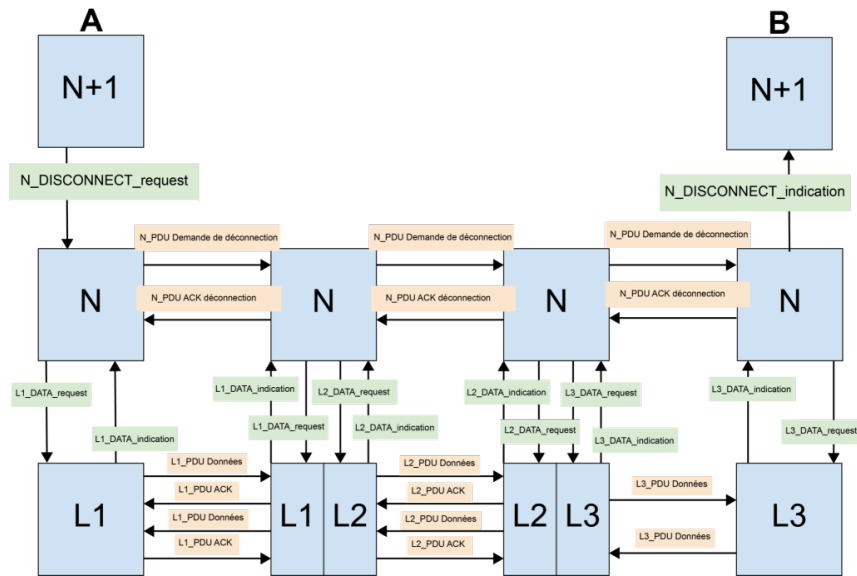 A
B
N+1
N+1
N_DISCONNECT_request
N_DISCONNECT_indication
N_PDU Demande de déconnection
N_PDU Demande de déconnection
N_PDU Demande de déconnection
N
N
N
N
N_PDU ACK déconnection
N_PDU ACK déconnection
N_PDU ACK déconnection
L1_DATA_request
L1_DATA_indication
L1_DATA_indication
L1_DATA_request
L2_DATA_request
L2_DATA_indication
L2_DATA_indication
L2_DATA_request
L3_DATA_request
L3_DATA_indication
L3_DATA_indication
L3_DATA_request
L1
L1
L2
L2
L3
L3
L1_PDU Données
L1_PDU ACK
L1_PDU Données
L1_PDU ACK
L2_PDU Données
L2_PDU ACK
L2_PDU Données
L2_PDU ACK
L3_PDU Données
L3_PDU Données